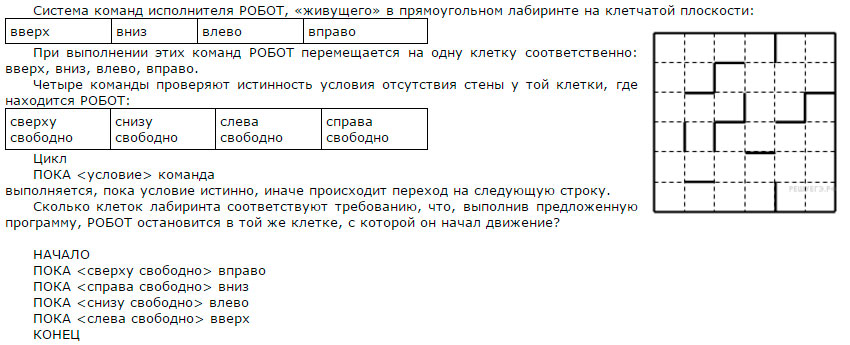 Система команд исполнителя РОБОТ, «живущего» в прямоугольном лабиринте на клетчатой плоскости:
вверх вниз влево вправо
При выполнении этих команд РОБОТ перемещается на одну клетку соответственно:
вверх, вниз, влево, вправо.
Четыре команды проверяют истинность условия отсутствия стены у той клетки, где
находится РОБОТ:
сверху снизу слева справа
свободно свободно свободно свободно
Цикл
ПОКА <условие> команда
выполняется, пока условие истинно, иначе происходит переход на следующую строку.
Сколько клеток лабиринта соответствуют требованию, что, выполнив предложенную
программу, РОБОТ остановится в той же клетке, с которой он начал движение?
НАЧАЛО
ПОКА <сверху свободно> вправо
ПОКА <справа свободно> вниз
ПОКА <снизу свободно> влево
ПОКА <слева свободно> вверх
КОНЕЦ